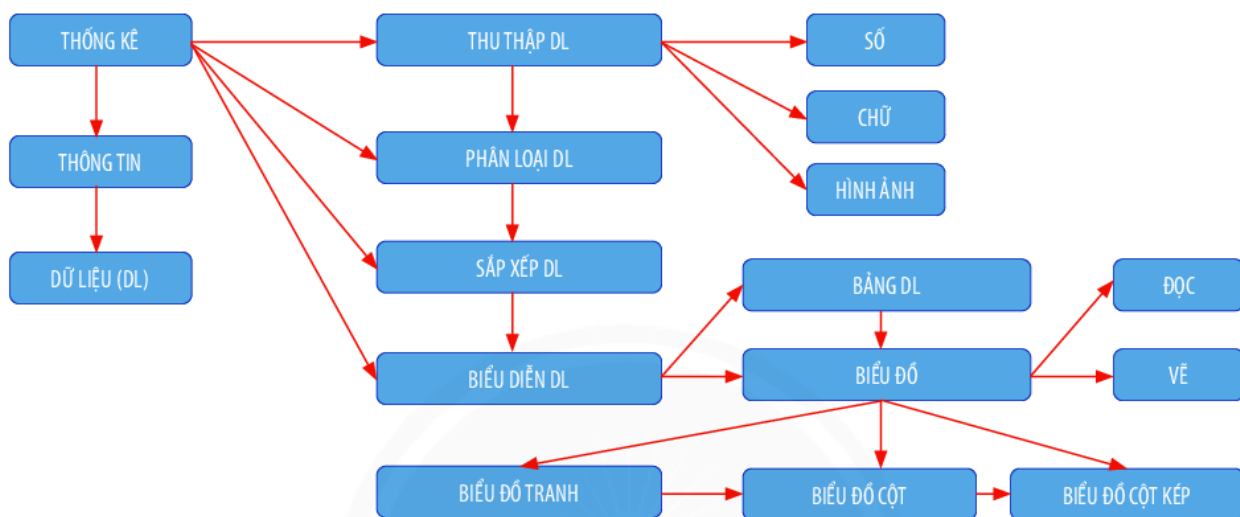 THỐNG KÊ
THU THẬP DL
SỐ
CHỮ
THÔNG TIN
PHÂN LOẠI DL
HÌNH ẢNH
DỮ LIỆU (DL)
SẮP XẾP DL
BẢNG DL
ĐỌC
BIỂU DIỄN DL
BIỂU ĐỒ
VẼ
BIỂU ĐỒ TRANH
BIỂU ĐỒ CỘT
BIỂU ĐỒ CỘT KÉP